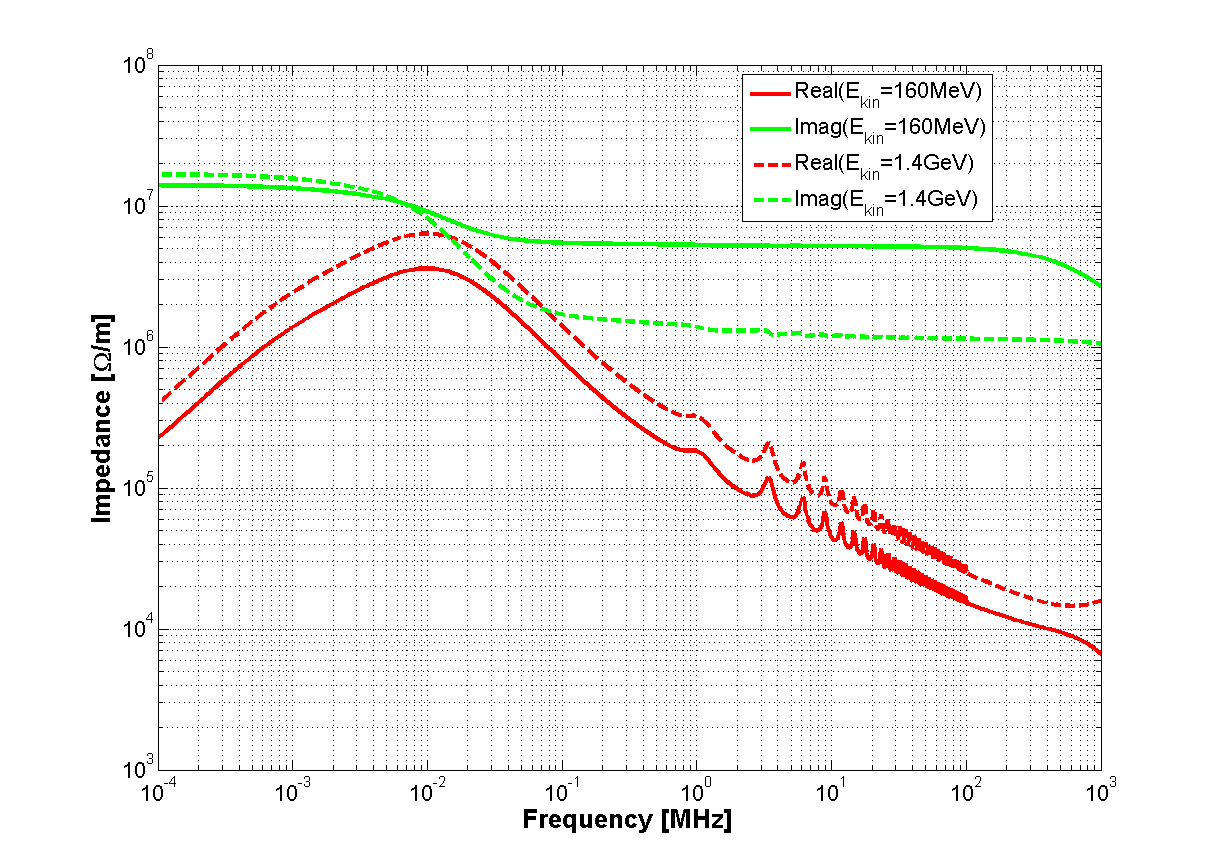 10^8
10^7
10^6
10^5
10^4
10^3
Impedance [Ω/m]
Real(E_kin=160MeV)
Imag(E_kin=160MeV)
Real(E_kin=1.4GeV)
Imag(E_kin=1.4GeV)
10^-4 10^-3 10^-2 10^-1 10^0 10^1 10^2 10^3
Frequency [MHz]